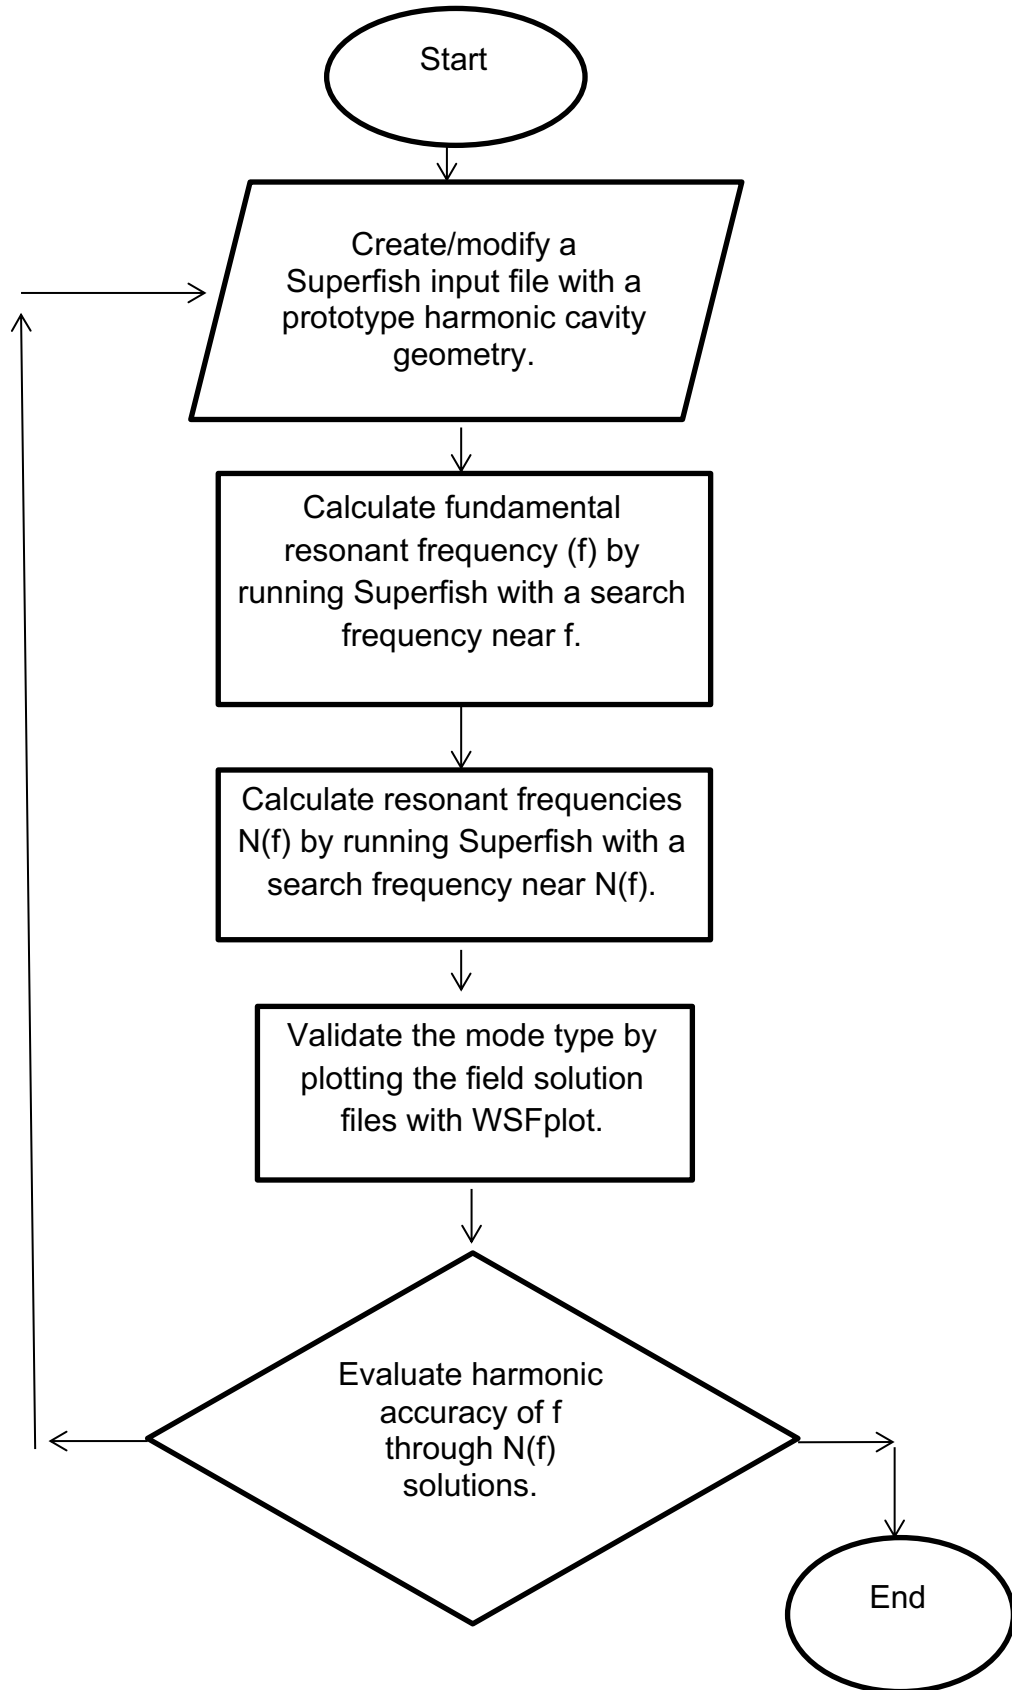 Start
Create/modify a
Superfish input file with a
prototype harmonic cavity
geometry.
Calculate fundamental
resonant frequency (f) by
running Superfish with a search
frequency near f.
Calculate resonant frequencies
N(f) by running Superfish with a
search frequency near N(f).
Validate the mode type by
plotting the field solution
files with WSFplot.
Evaluate harmonic
accuracy of f
through N(f)
solutions.
End